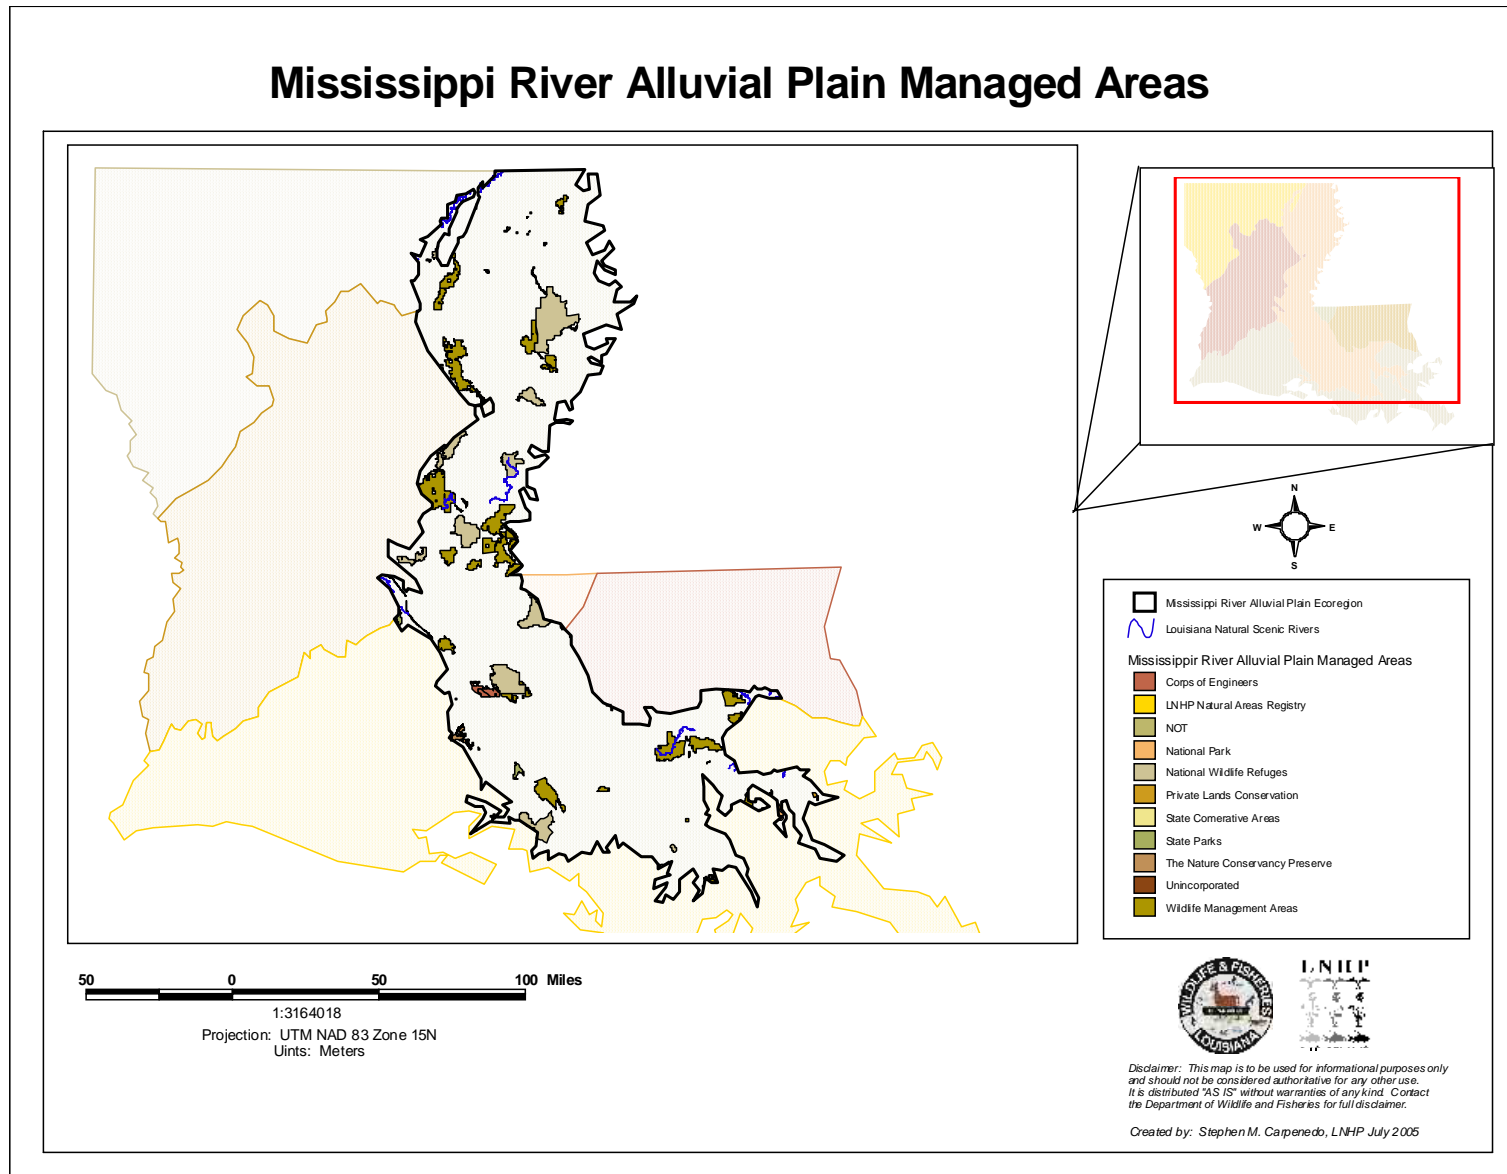 Mississippi River Alluvial Plain Managed Areas
N
W
E
S
Mississippi River Alluvial Plain Ecoregion
Louisiana Natural Scenic Rivers
Mississippir River Alluvial Plain Managed Areas
Corps of Engineers
LNHP Natural Areas Registry
NOT
National Park
National Wildlife Refuges
Private Lands Conservation
State Comerative Areas
State Parks
The Nature Conservancy Preserve
Unincorporated
Wildlife Management Areas
50 0 50 100 Miles
1:3164018
Projection: UTM NAD 83 Zone 15N
Uints: Meters
WILDLIFE & FISHERIES
LOUISIANA
LNHP
Disclaimer: This map is to be used for informational purposes only
and should not be considered authoritative for any other use.
It is distributed "AS IS" without warranties of any kind. Contact
the Department of Wildlife and Fisheries for full disclaimer.
Created by: Stephen M. Carpenedo, LNHP July 2005